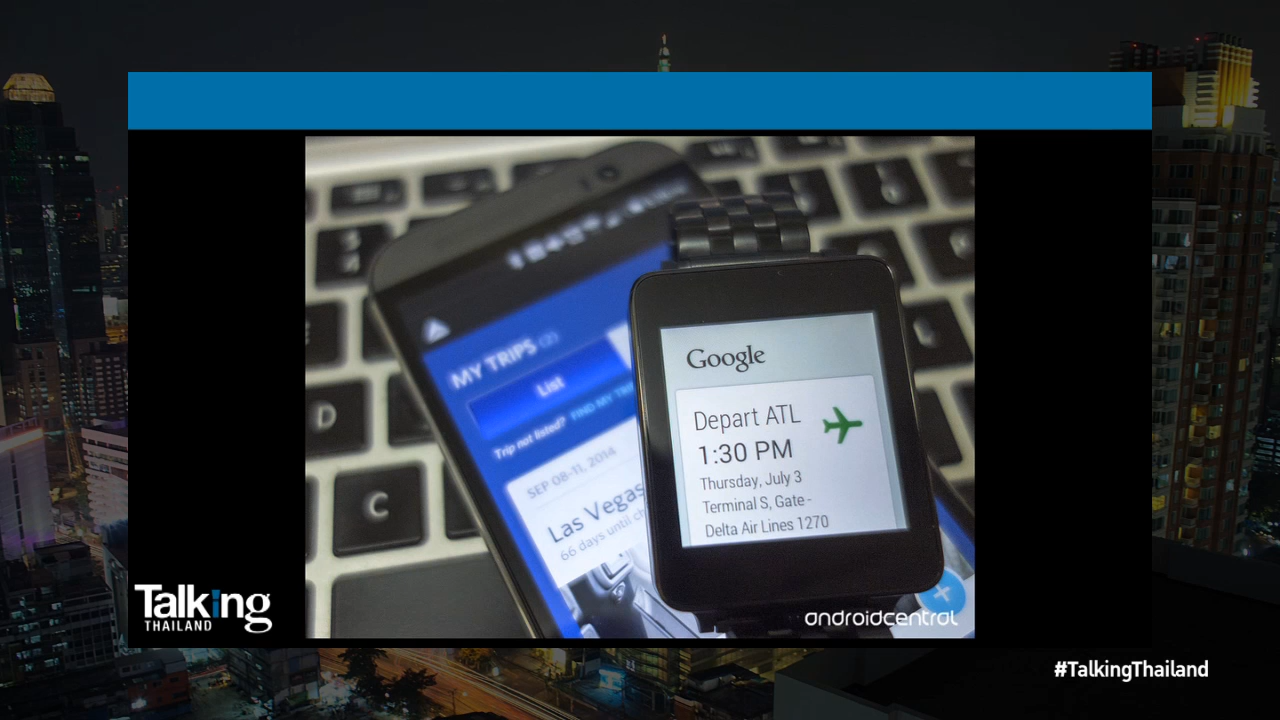 MY TRIPS (2)
List
Trip not listed? FIND MY TRIP
SEP 08-11, 2014
Las Vegas
66 days until
D
C
Google
Depart ATL
1:30 PM
Thursday, July 3
Terminal S, Gate -
Delta Air Lines 1270
androidcentral
Talking
THAILAND
#TalkingThailand